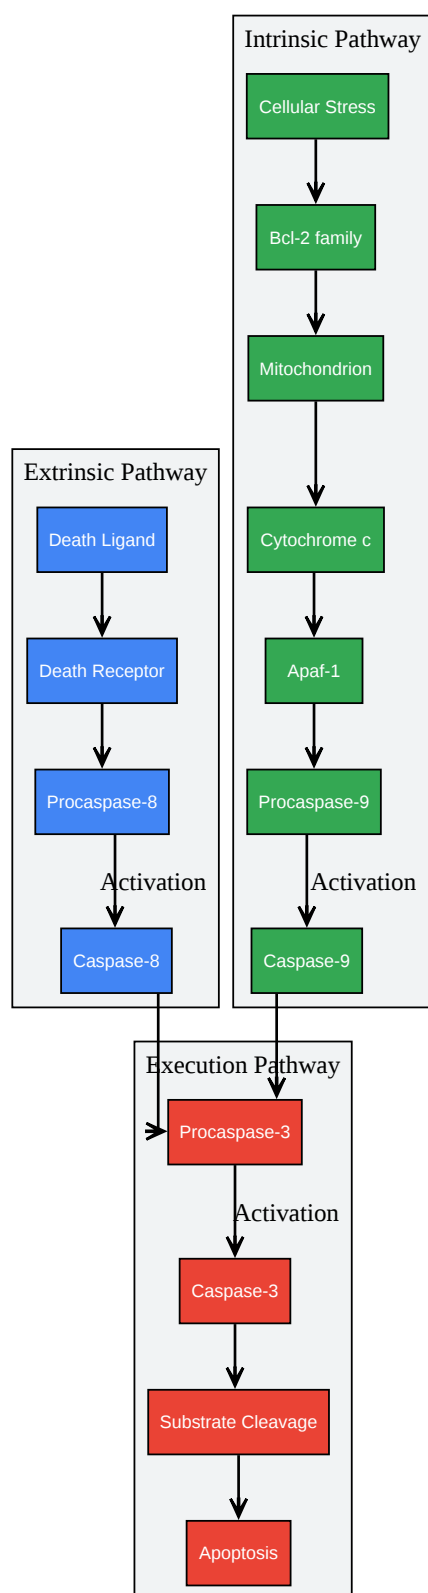 Intrinsic Pathway
Cellular Stress
Bcl-2 family
Mitochondrion
Cytochrome c
Apaf-1
Procaspase-9
Activation
Caspase-9
Extrinsic Pathway
Death Ligand
Death Receptor
Procaspase-8
Activation
Caspase-8
Execution Pathway
Procaspase-3
Activation
Caspase-3
Substrate Cleavage
Apoptosis